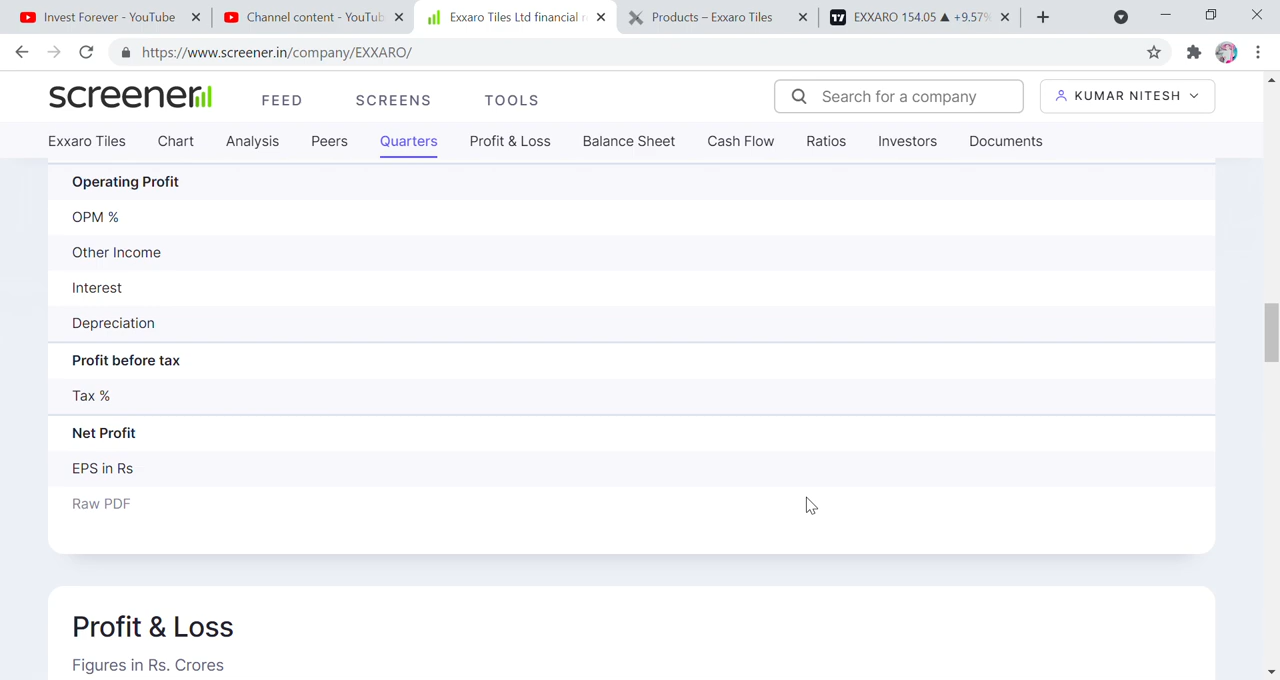 Invest Forever - YouTube
Channel content - YouTub
Exxaro Tiles Ltd financial r
Products – Exxaro Tiles
EXXARO 154.05 ▲ +9.57%
https://www.screener.in/company/EXXARO/
screener
FEED
SCREENS
TOOLS
Search for a company
KUMAR NITESH
Exxaro Tiles
Chart
Analysis
Peers
Quarters
Profit & Loss
Balance Sheet
Cash Flow
Ratios
Investors
Documents
Operating Profit
OPM %
Other Income
Interest
Depreciation
Profit before tax
Tax %
Net Profit
EPS in Rs
Raw PDF
Profit & Loss
Figures in Rs. Crores